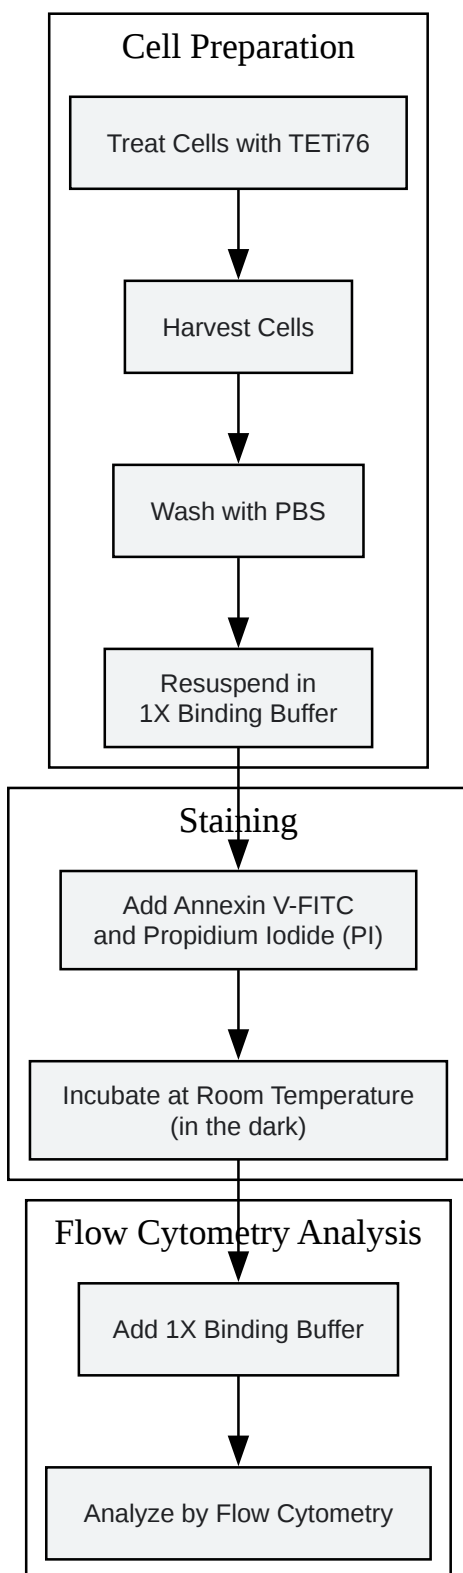 Cell Preparation
Treat Cells with TETi76
Harvest Cells
Wash with PBS
Resuspend in
1X Binding Buffer
Staining
Add Annexin V-FITC
and Propidium Iodide (PI)
Incubate at Room Temperature
(in the dark)
Flow Cytometry Analysis
Add 1X Binding Buffer
Analyze by Flow Cytometry